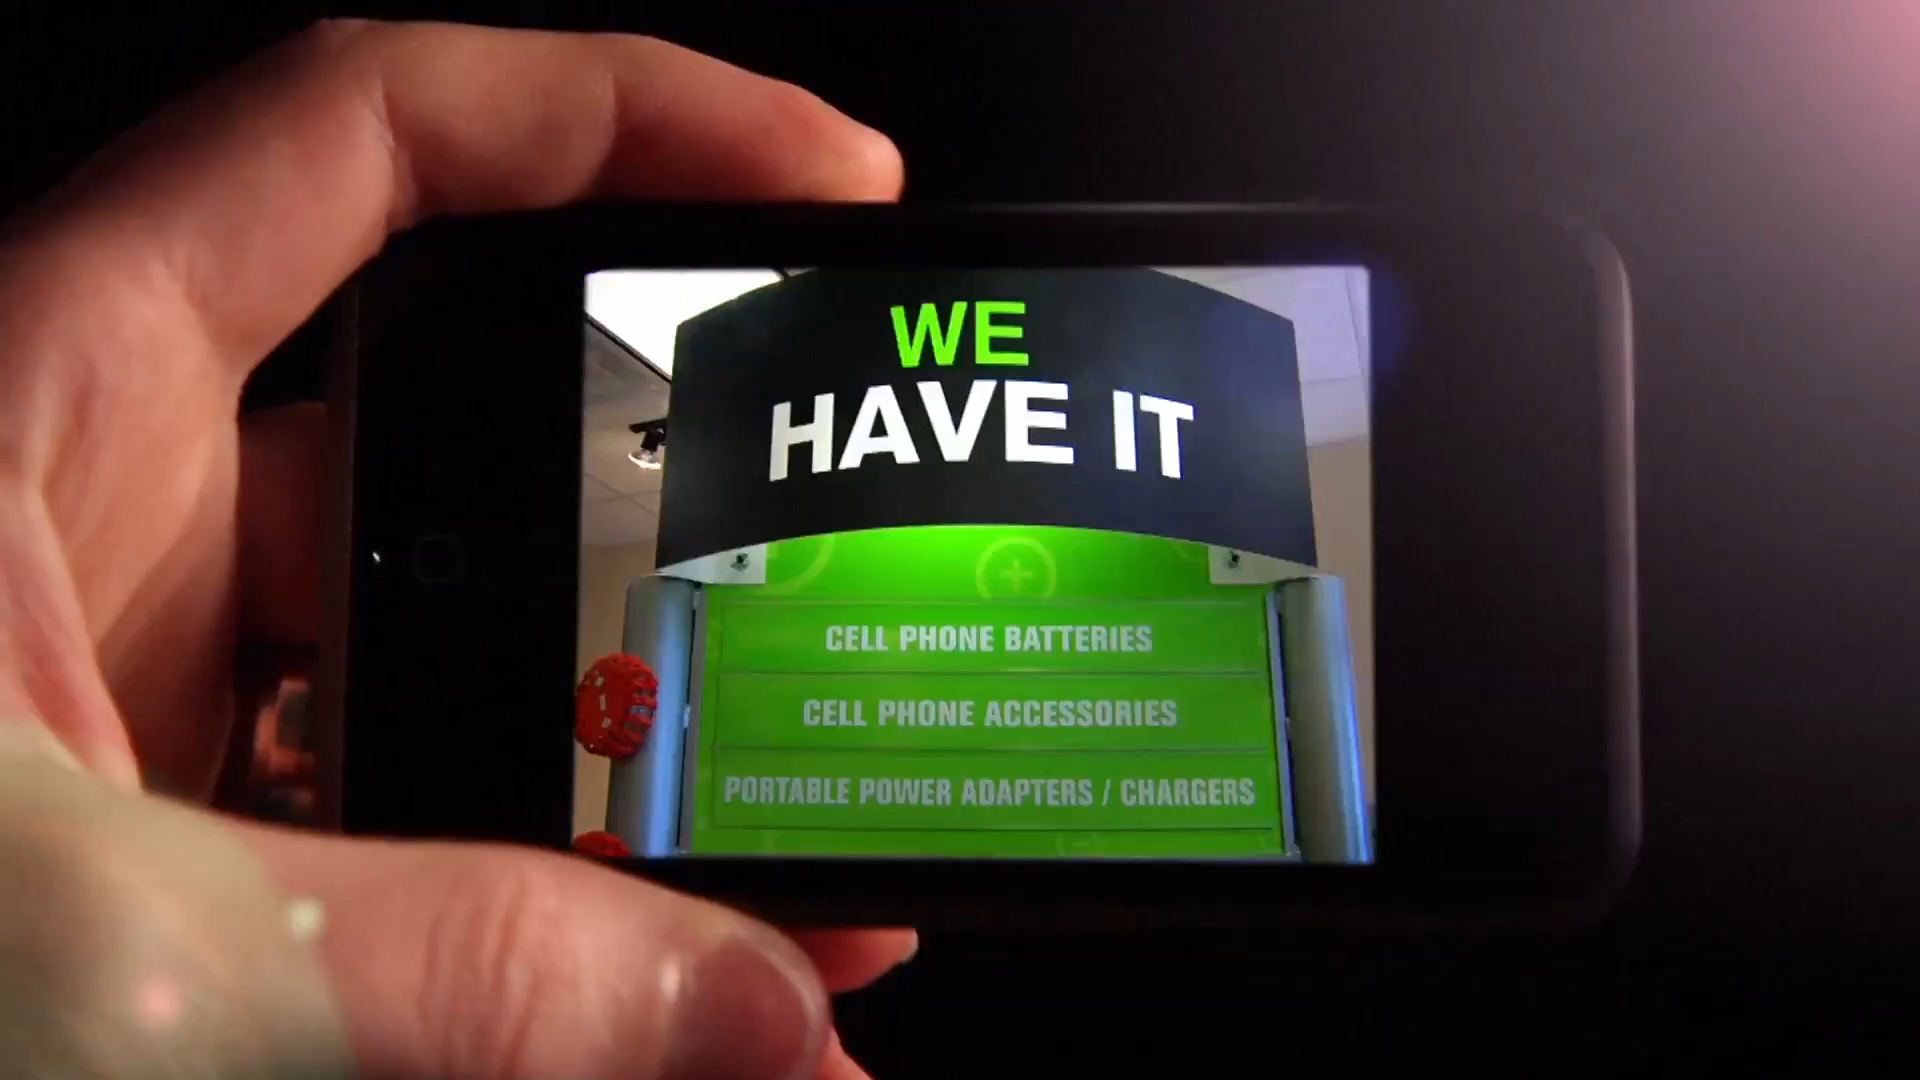 WE
HAVE IT
CELL PHONE BATTERIES
CELL PHONE ACCESSORIES
PORTABLE POWER ADAPTERS / CHARGERS